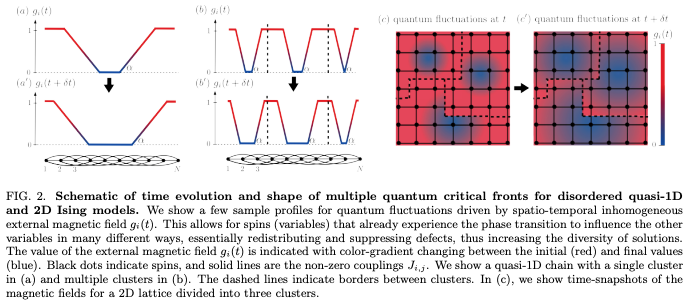 (a) g_i(t)
(b) g_i(t)
(c) quantum fluctuations at t
(c') quantum fluctuations at t + δt
g_i(t)
1
1
1
α
α
α
α
0
0
(a') g_i(t + δt)
(b') g_i(t + δt)
1
1
α
α
α
α
0
0
0
1 2 3 N
1 2 3 N
FIG. 2. Schematic of time evolution and shape of multiple quantum critical fronts for disordered quasi-1D
and 2D Ising models. We show a few sample profiles for quantum fluctuations driven by spatio-temporal inhomogeneous
external magnetic field g_i(t). This allows for spins (variables) that already experience the phase transition to influence the other
variables in many different ways, essentially redistributing and suppressing defects, thus increasing the diversity of solutions.
The value of the external magnetic field g_i(t) is indicated with color-gradient changing between the initial (red) and final values
(blue). Black dots indicate spins, and solid lines are the non-zero couplings J_{i,j}. We show a quasi-1D chain with a single cluster
in (a) and multiple clusters in (b). The dashed lines indicate borders between clusters. In (c), we show time-snapshots of the
magnetic fields for a 2D lattice divided into three clusters.